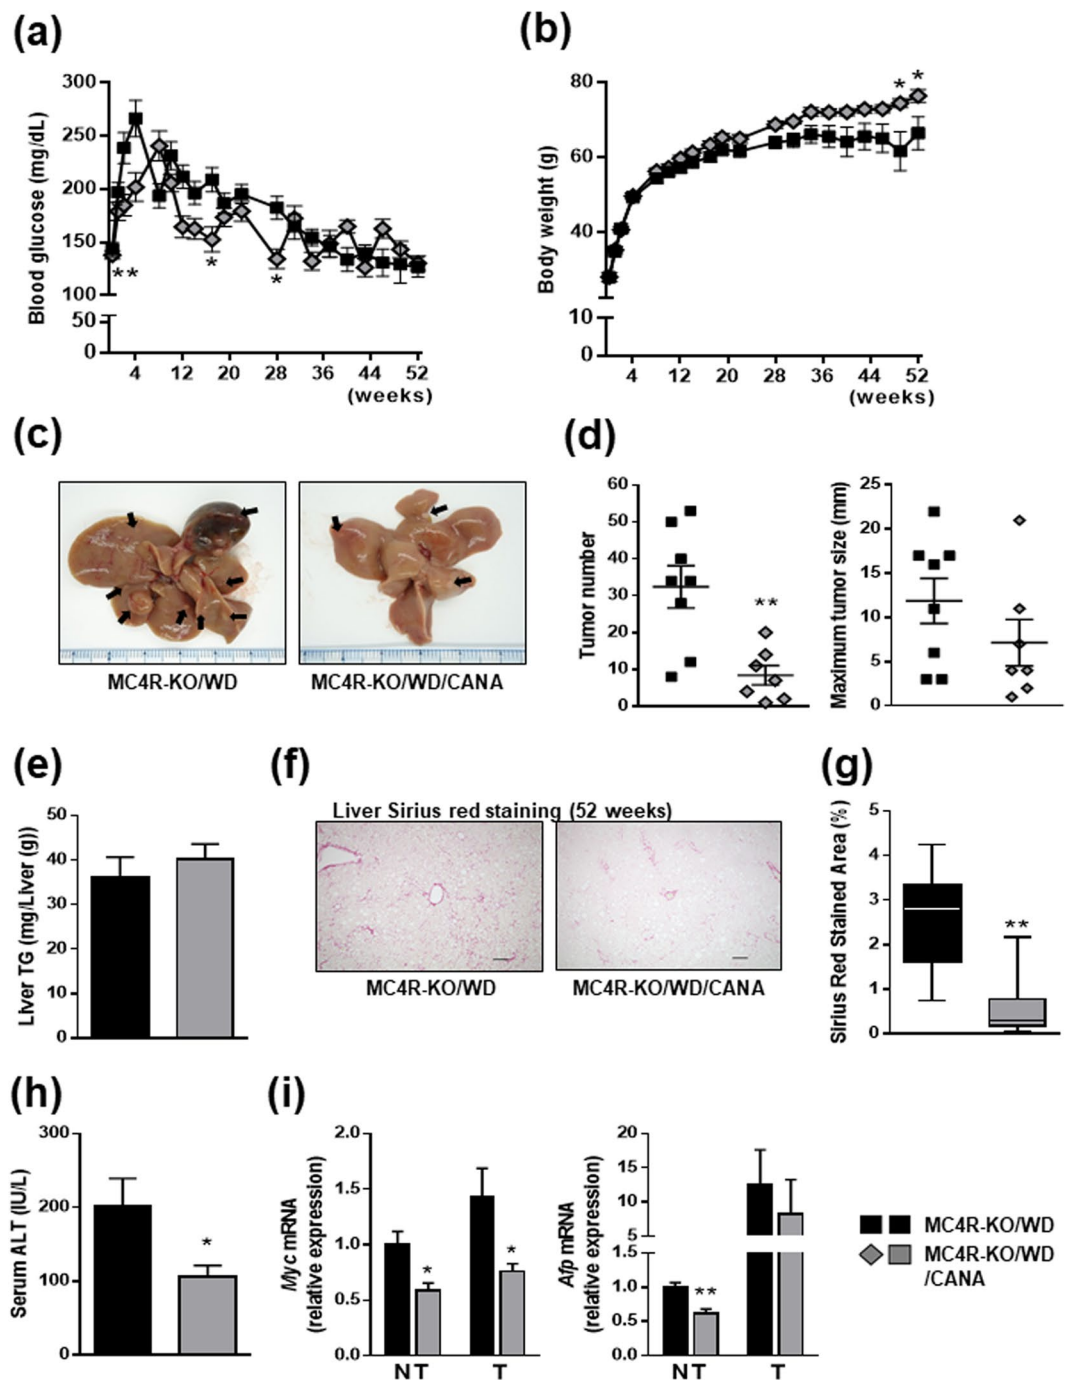 (a)
Blood glucose (mg/dL)
300
250
200
150
100
50
0
**
*
*
4 12 20 28 36 44 52
(weeks)
(b)
Body weight (g)
80
60
40
10
0
*
*
4 12 20 28 36 44 52
(weeks)
(c)
MC4R-KO/WD
MC4R-KO/WD/CANA
(d)
Tumor number
60
50
40
30
20
10
0
**
Maximum tumor size (mm)
25
20
15
10
5
0
(e)
Liver TG (mg/Liver (g))
50
40
30
20
10
0
(f)
Liver Sirius red staining (52 weeks)
MC4R-KO/WD
MC4R-KO/WD/CANA
(g)
Sirius Red Stained Area (%)
5
4
3
2
1
0
**
(h)
Serum ALT (IU/L)
300
200
100
0
*
(i)
Myc mRNA
(relative expression)
2.0
1.5
1.0
0.5
0.0
*
*
NT T
Afp mRNA
(relative expression)
20
15
10
5
1.5
1.0
0.5
0.0
**
NT T
MC4R-KO/WD
MC4R-KO/WD
/CANA